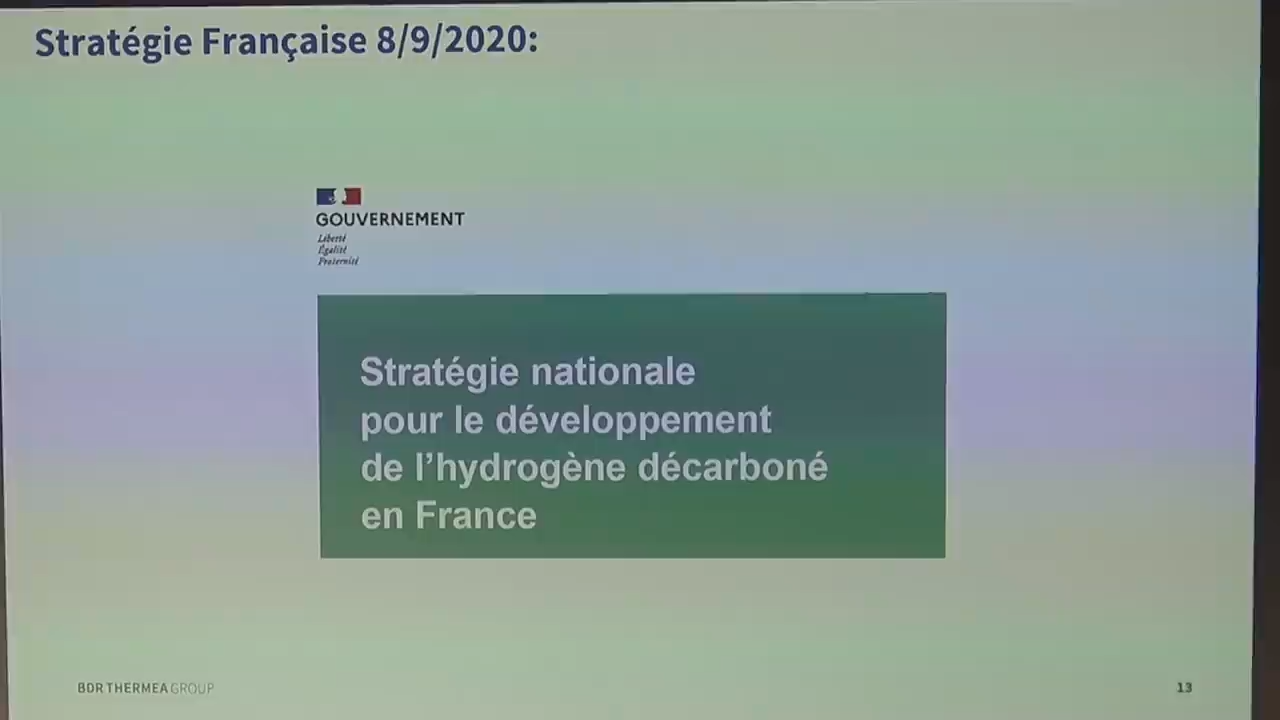 Stratégie Française 8/9/2020:
GOUVERNEMENT
Liberté
Égalité
Fraternité
Stratégie nationale
pour le développement
de l’hydrogène décarboné
en France
BDR THERMEA GROUP
13